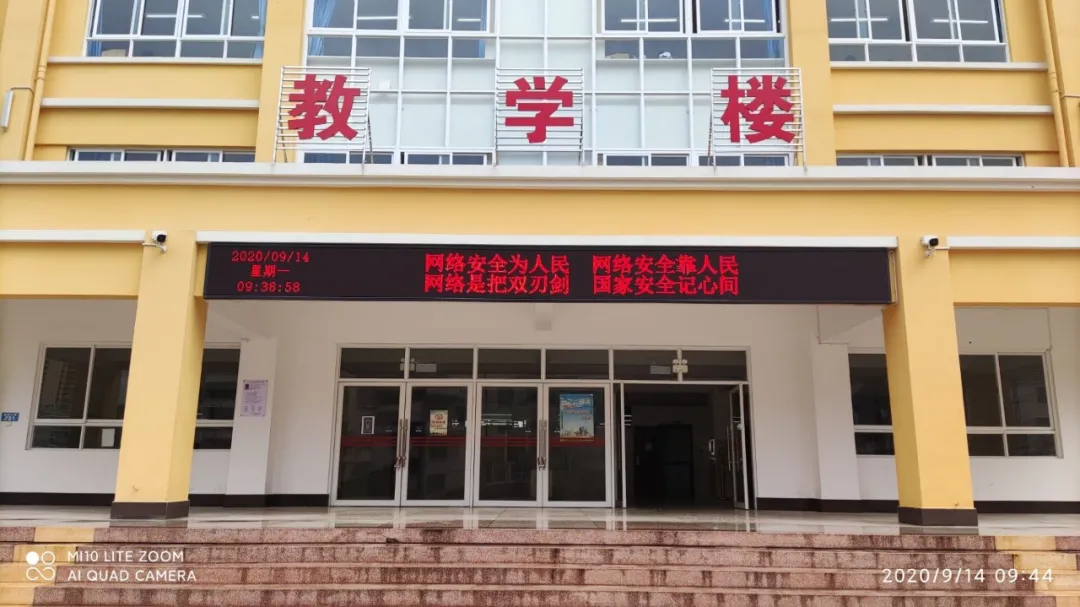 教学楼
2020/09/14
星期一
09:36:58
网络安全为人民 网络安全靠人民
网络是把双刃剑 国家安全记心间
MI10 LITE ZOOM
AI QUAD CAMERA
2020/9/14 09:44